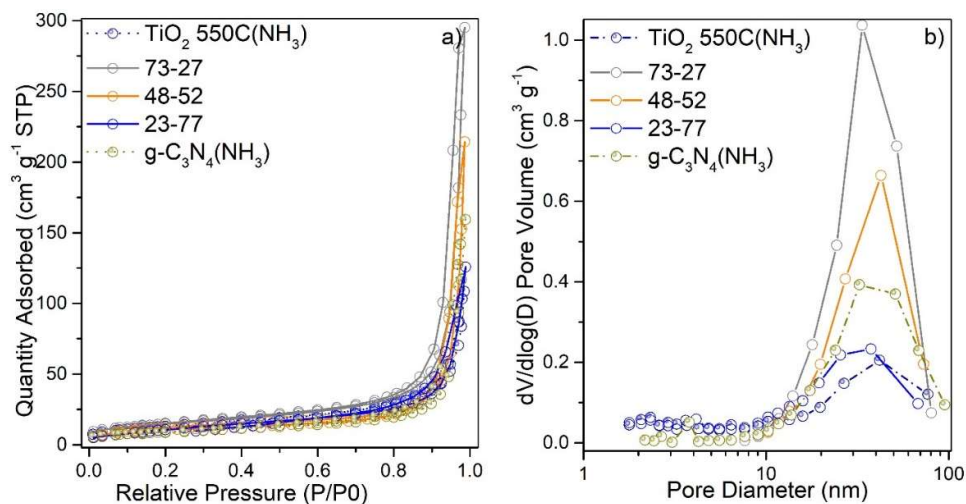 a)
TiO₂ 550C(NH₃)
73-27
48-52
23-77
g-C₃N₄(NH₃)
Quantity Adsorbed (cm³ g⁻¹ STP)
300
250
200
150
100
50
0
0.0 0.2 0.4 0.6 0.8 1.0
Relative Pressure (P/P0)
b)
TiO₂ 550C(NH₃)
73-27
48-52
23-77
g-C₃N₄(NH₃)
dV/dlog(D) Pore Volume (cm³ g⁻¹)
1.0
0.8
0.6
0.4
0.2
0.0
1 10 100
Pore Diameter (nm)